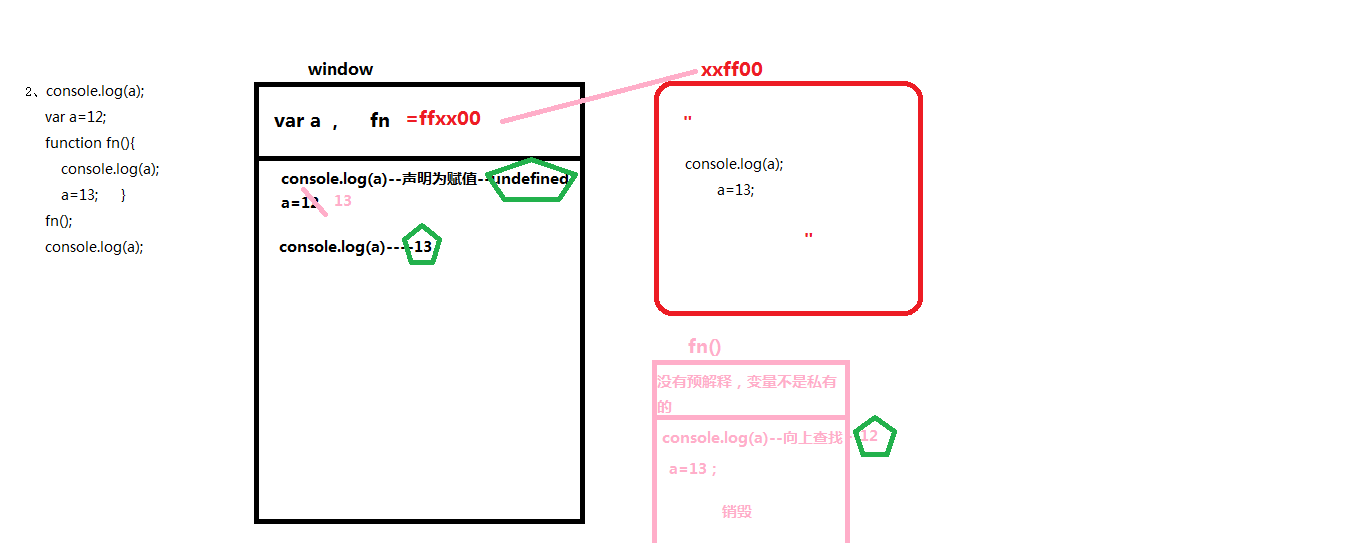 2、console.log(a);
var a=12;
function fn(){
console.log(a);
a=13; }
fn();
console.log(a);
window
var a , fn =ffxx00
console.log(a)--声明为赋值--undefined
a=12 13
console.log(a)----13
xxff00
"
console.log(a);
a=13;
"
fn()
没有预解释，变量不是私有
的
console.log(a)--向上查找--12
a=13；
销毁